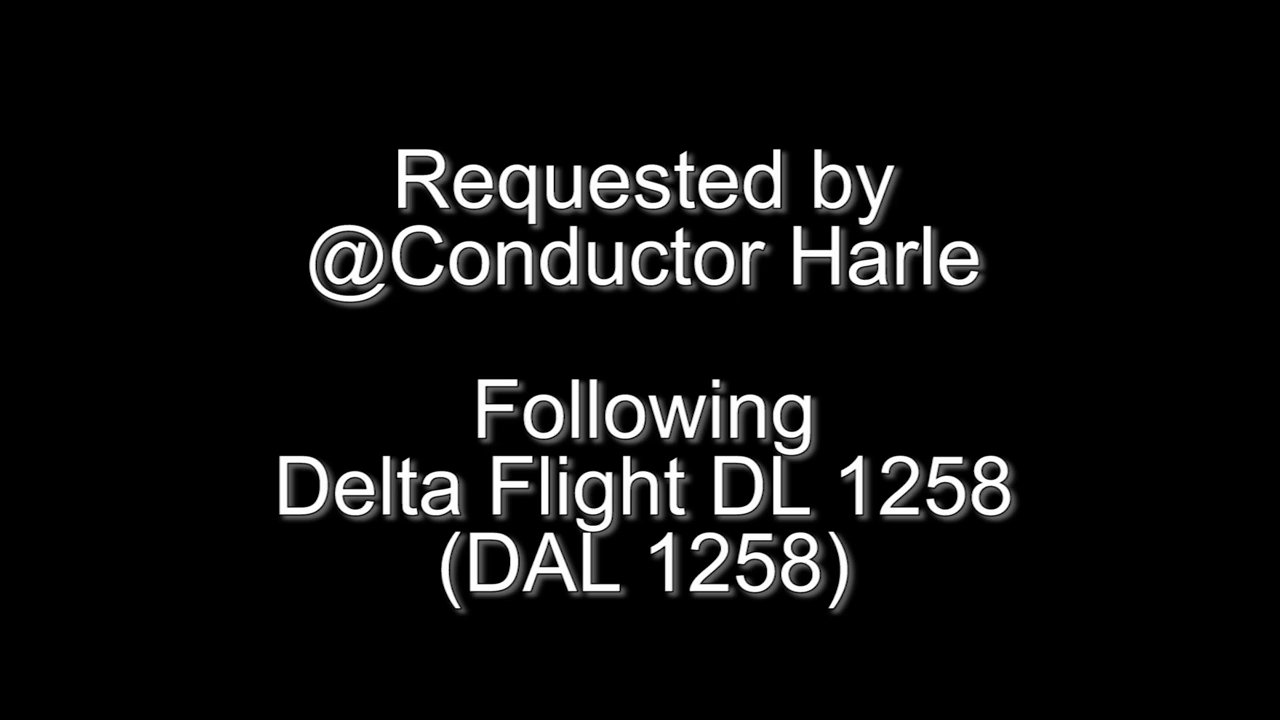 Requested by
@Conductor Harle
Following
Delta Flight DL 1258
(DAL 1258)